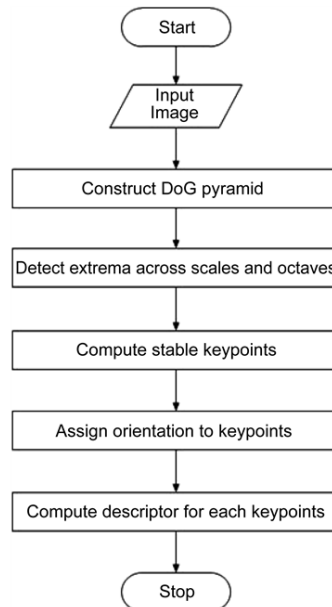 Start
Input
Image
Construct DoG pyramid
Detect extrema across scales and octaves
Compute stable keypoints
Assign orientation to keypoints
Compute descriptor for each keypoints
Stop